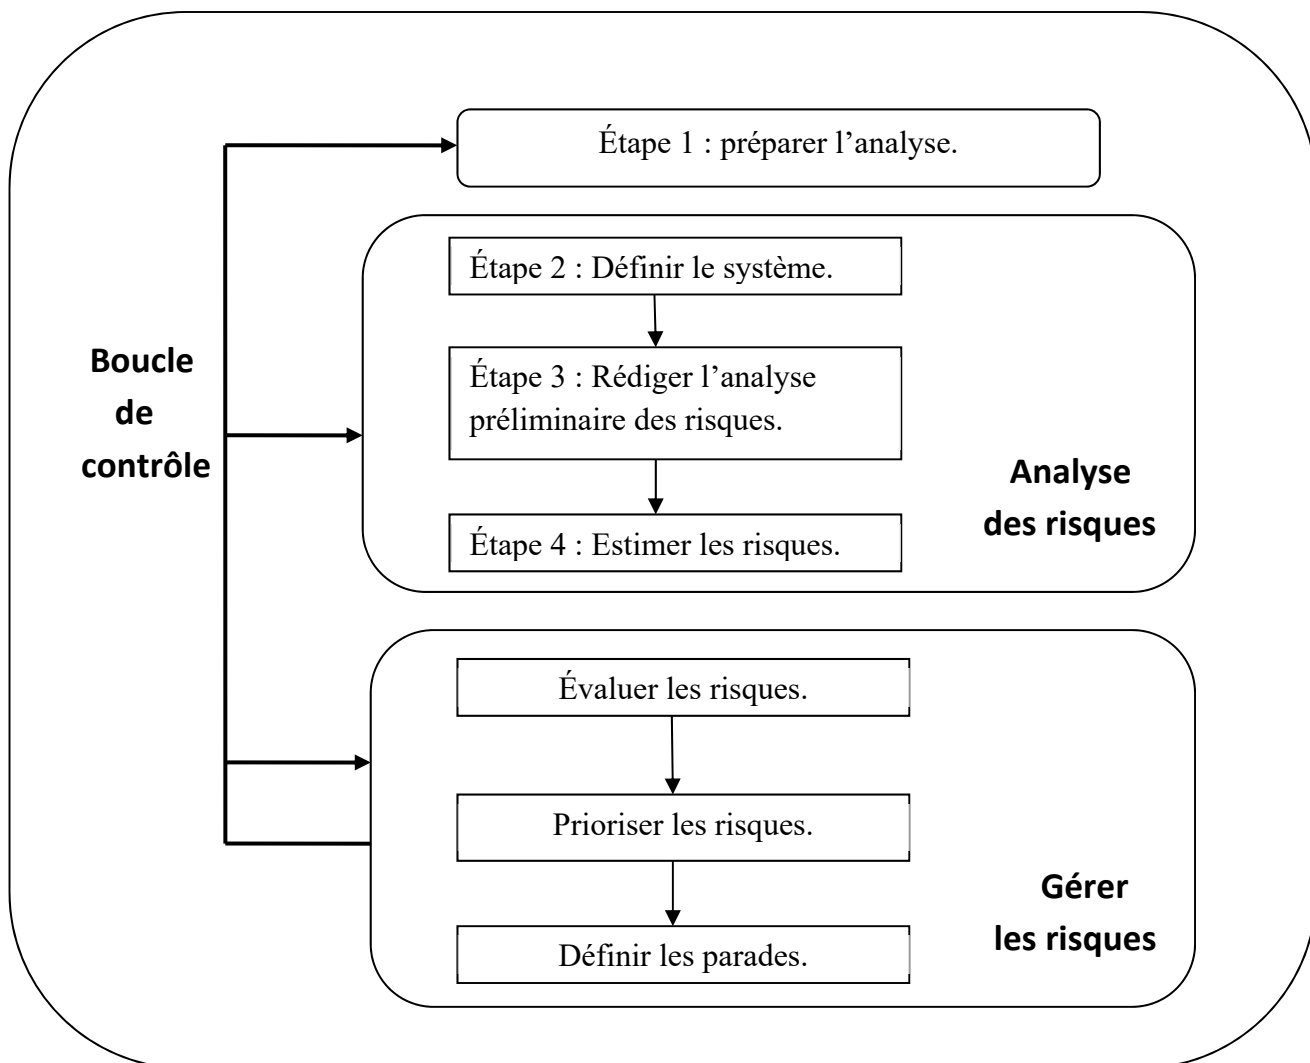 Étape 1 : préparer l’analyse.
Étape 2 : Définir le système.
Boucle
de
contrôle
Étape 3 : Rédiger l’analyse
préliminaire des risques.
Étape 4 : Estimer les risques.
Analyse
des risques
Évaluer les risques.
Prioriser les risques.
Définir les parades.
Gérer
les risques